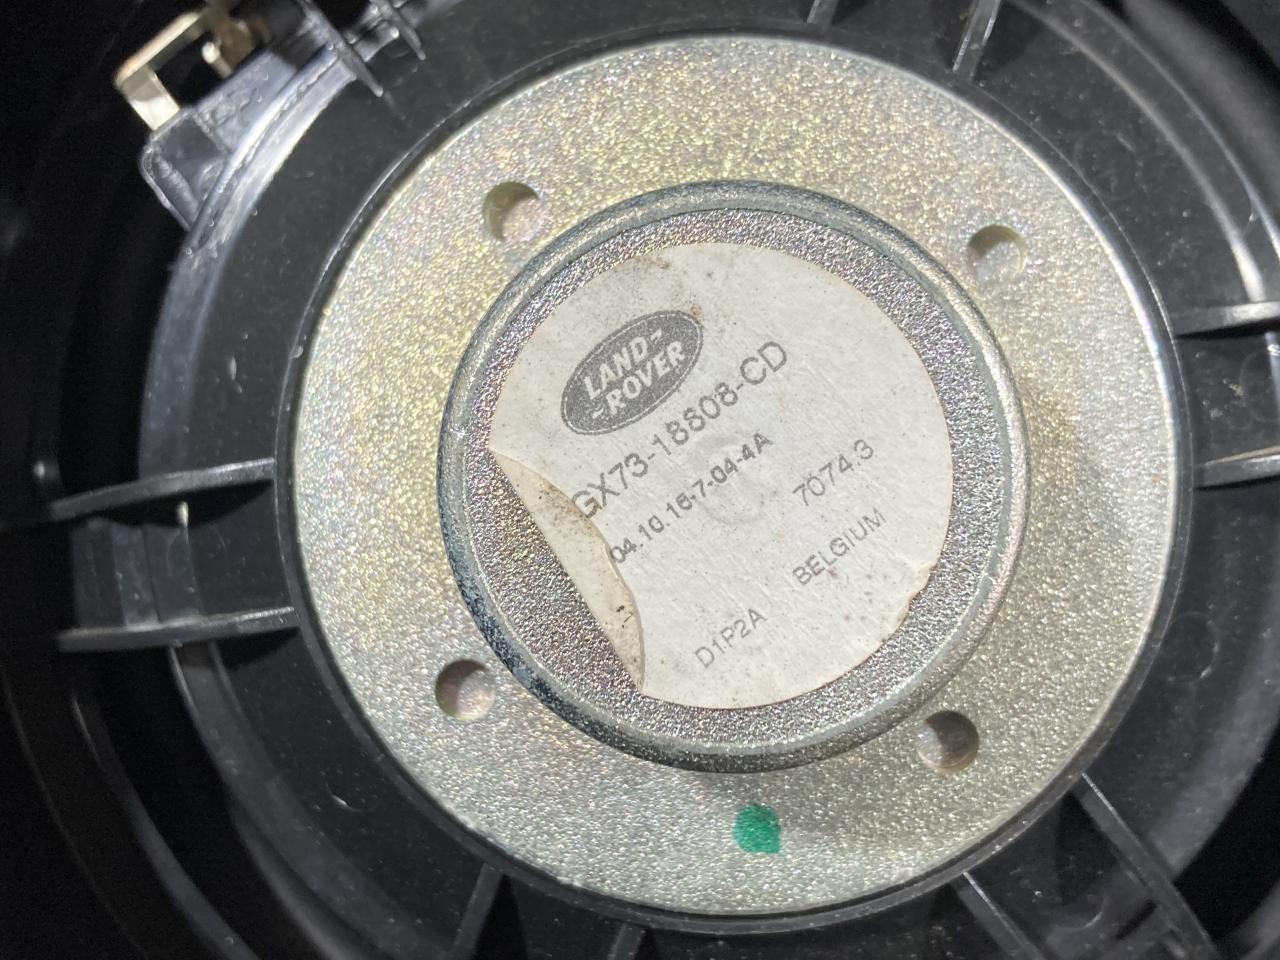 LAND-
-ROVER
GX73-18808-CD
04.10.16-7-04-4A
7074.3
D1P2A BELGIUM